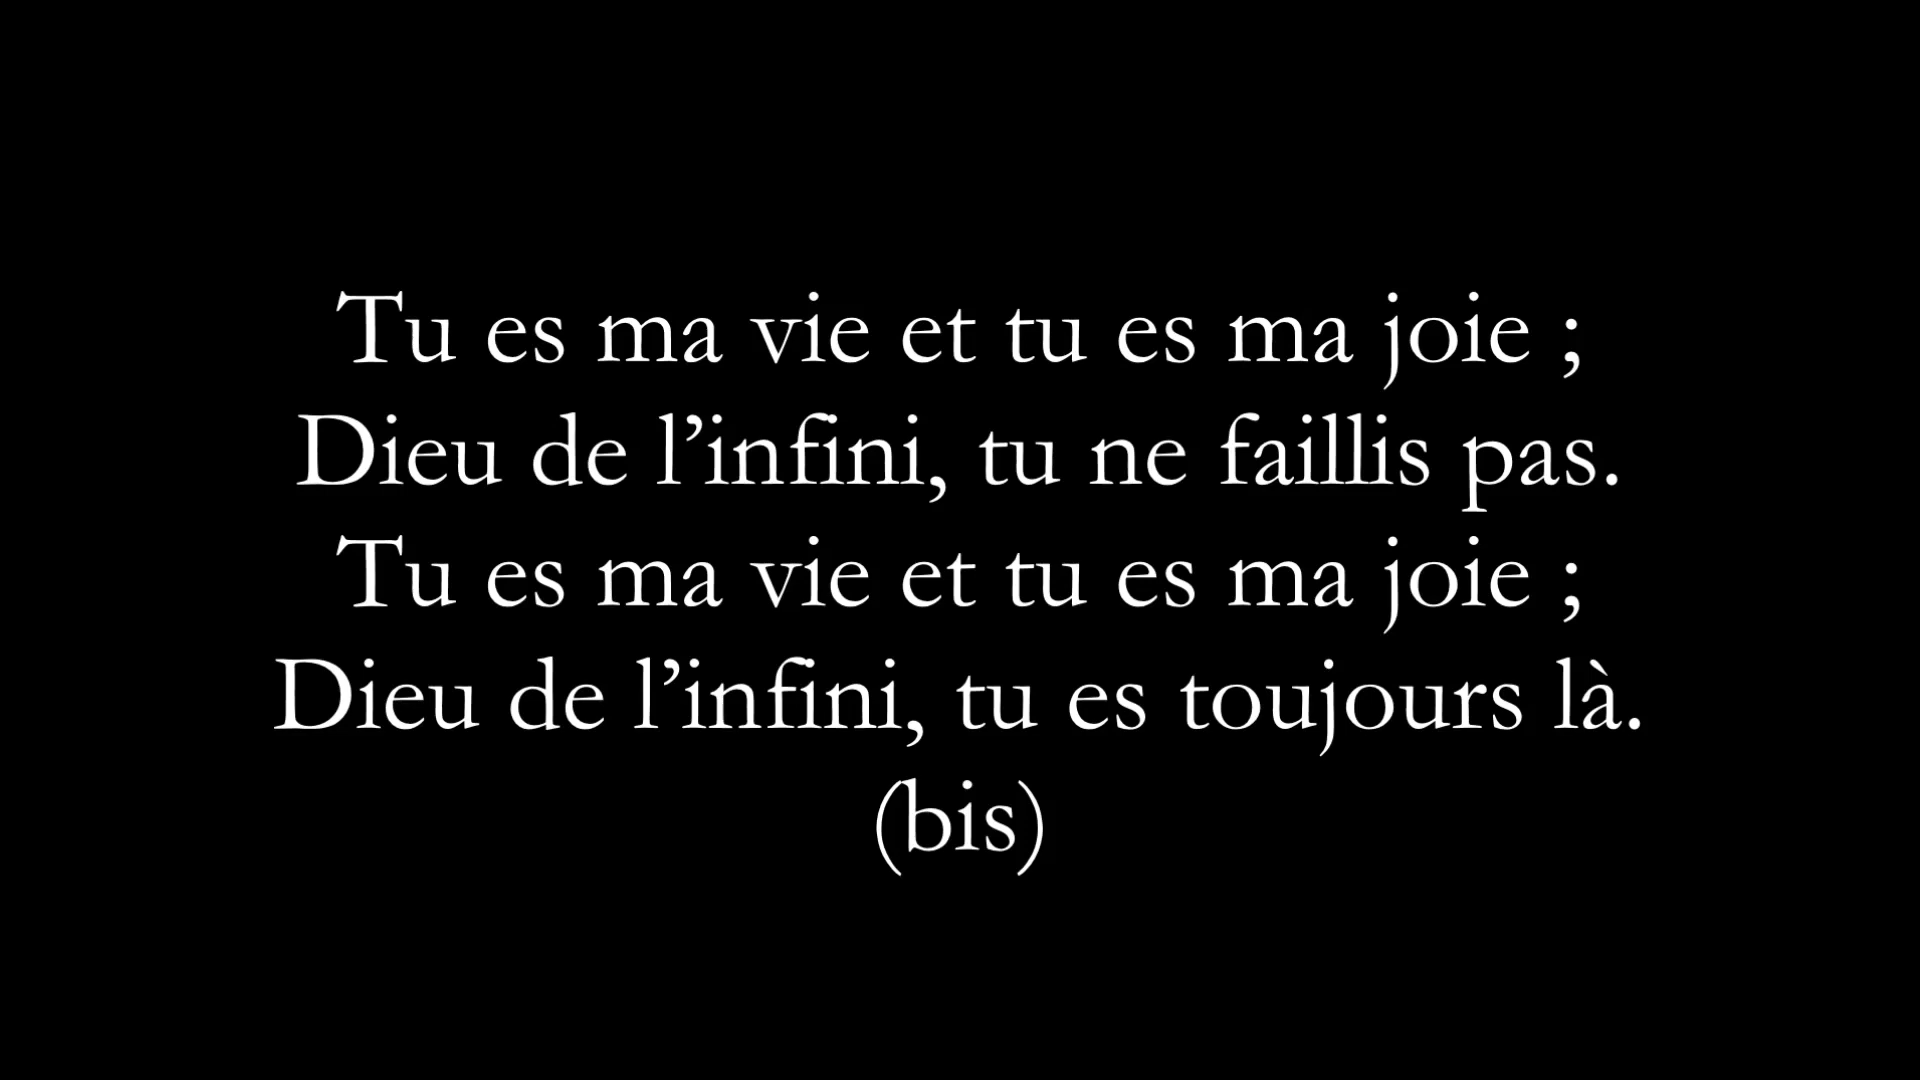 Tu es ma vie et tu es ma joie ;
Dieu de l’infini, tu ne faillis pas.
Tu es ma vie et tu es ma joie ;
Dieu de l’infini, tu es toujours là.
(bis)